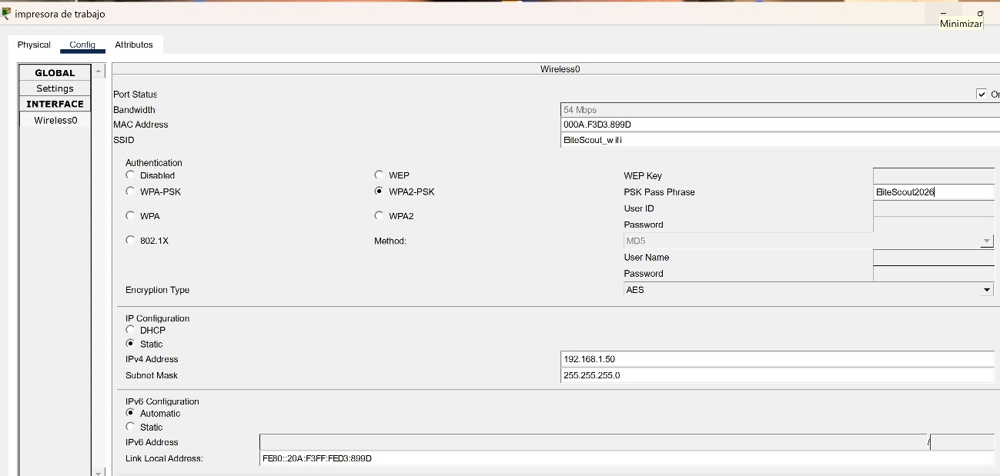 impresora de trabajo
Minimizar
Physical Config Attributes
GLOBAL
Settings
INTERFACE
Wireless0
Wireless0
Port Status
Bandwidth 54 Mbps
MAC Address 000A.F3D3.899D
SSID EliteScout_wifi
Authentication
Disabled WEP WEP Key
WPA-PSK WPA2-PSK PSK Pass Phrase EliteScout2026
User ID
WPA WPA2
Password
802.1X Method: MD5
User Name
Password
Encryption Type AES
IP Configuration
DHCP
Static
IPv4 Address 192.168.1.50
Subnet Mask 255.255.255.0
IPv6 Configuration
Automatic
Static
IPv6 Address /
Link Local Address: FE80::20A:F3FF:FED3:899D